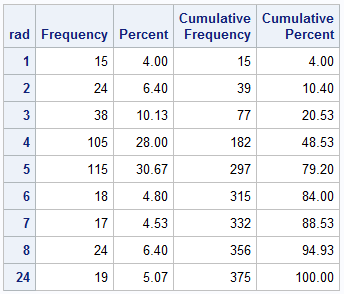 Cumulative Cumulative
rad Frequency Percent Frequency Percent
1 15 4.00 15 4.00
2 24 6.40 39 10.40
3 38 10.13 77 20.53
4 105 28.00 182 48.53
5 115 30.67 297 79.20
6 18 4.80 315 84.00
7 17 4.53 332 88.53
8 24 6.40 356 94.93
24 19 5.07 375 100.00